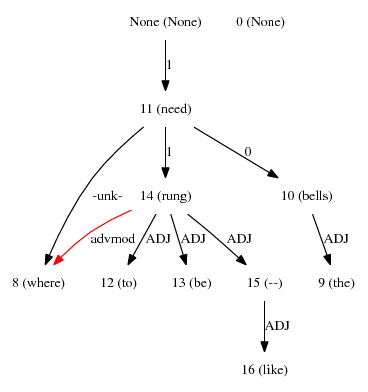 None (None) 0 (None)
1
11 (need)
1 0
-unk- 14 (rung) 10 (bells)
advmod ADJ ADJ ADJ ADJ
8 (where) 12 (to) 13 (be) 15 (--) 9 (the)
ADJ
16 (like)